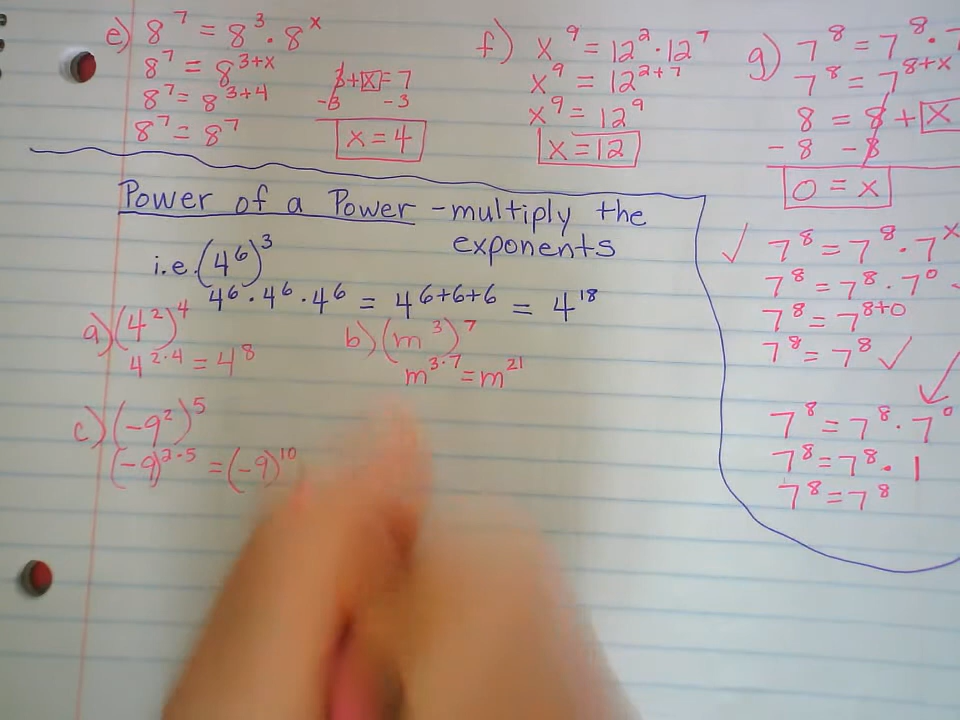 e) 8^7 = 8^3 · 8^x
8^7 = 8^{3+x}
8^7 = 8^{3+4}
8^7 = 8^7
3+x = 7
-3 -3
x = 4
f) x^9 = 12^2 · 12^7
x^9 = 12^{2+7}
x^9 = 12^9
x = 12
g) 7^8 = 7^8 · 7
7^8 = 7^{8+x}
8 = 8 + x
-8 -8
0 = x
7^8 = 7^8 · 7^x
7^8 = 7^8 · 7^0
7^8 = 7^{8+0}
7^8 = 7^8 ✓
7^8 = 7^8 · 7^0
7^8 = 7^8 · 1
7^8 = 7^8
Power of a Power - multiply the
exponents
i.e. (4^6)^3
4^6 · 4^6 · 4^6 = 4^{6+6+6} = 4^{18}
a) (4^2)^4
4^{2·4} = 4^8
b) (m^3)^7
m^{3·7} = m^{21}
c) (-9^2)^5
(-9)^{2·5} = (-9)^{10}